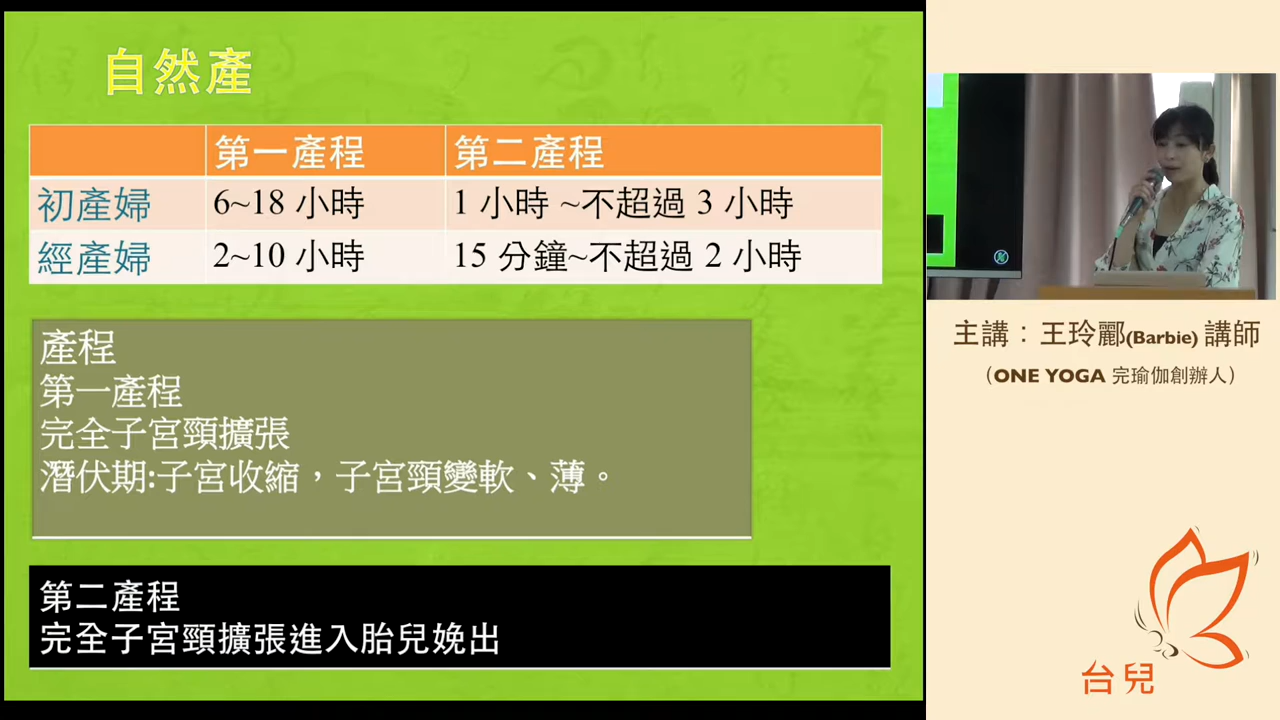 自然產
第一產程 第二產程
初產婦 6~18 小時 1 小時 ~不超過 3 小時
經產婦 2~10 小時 15 分鐘~不超過 2 小時
產程
第一產程
完全子宮頸擴張
潛伏期:子宮收縮，子宮頸變軟、薄。
第二產程
完全子宮頸擴張進入胎兒娩出
主講：王玲酈(Barbie) 講師
（ONE YOGA 完瑜伽創辦人）
台兒